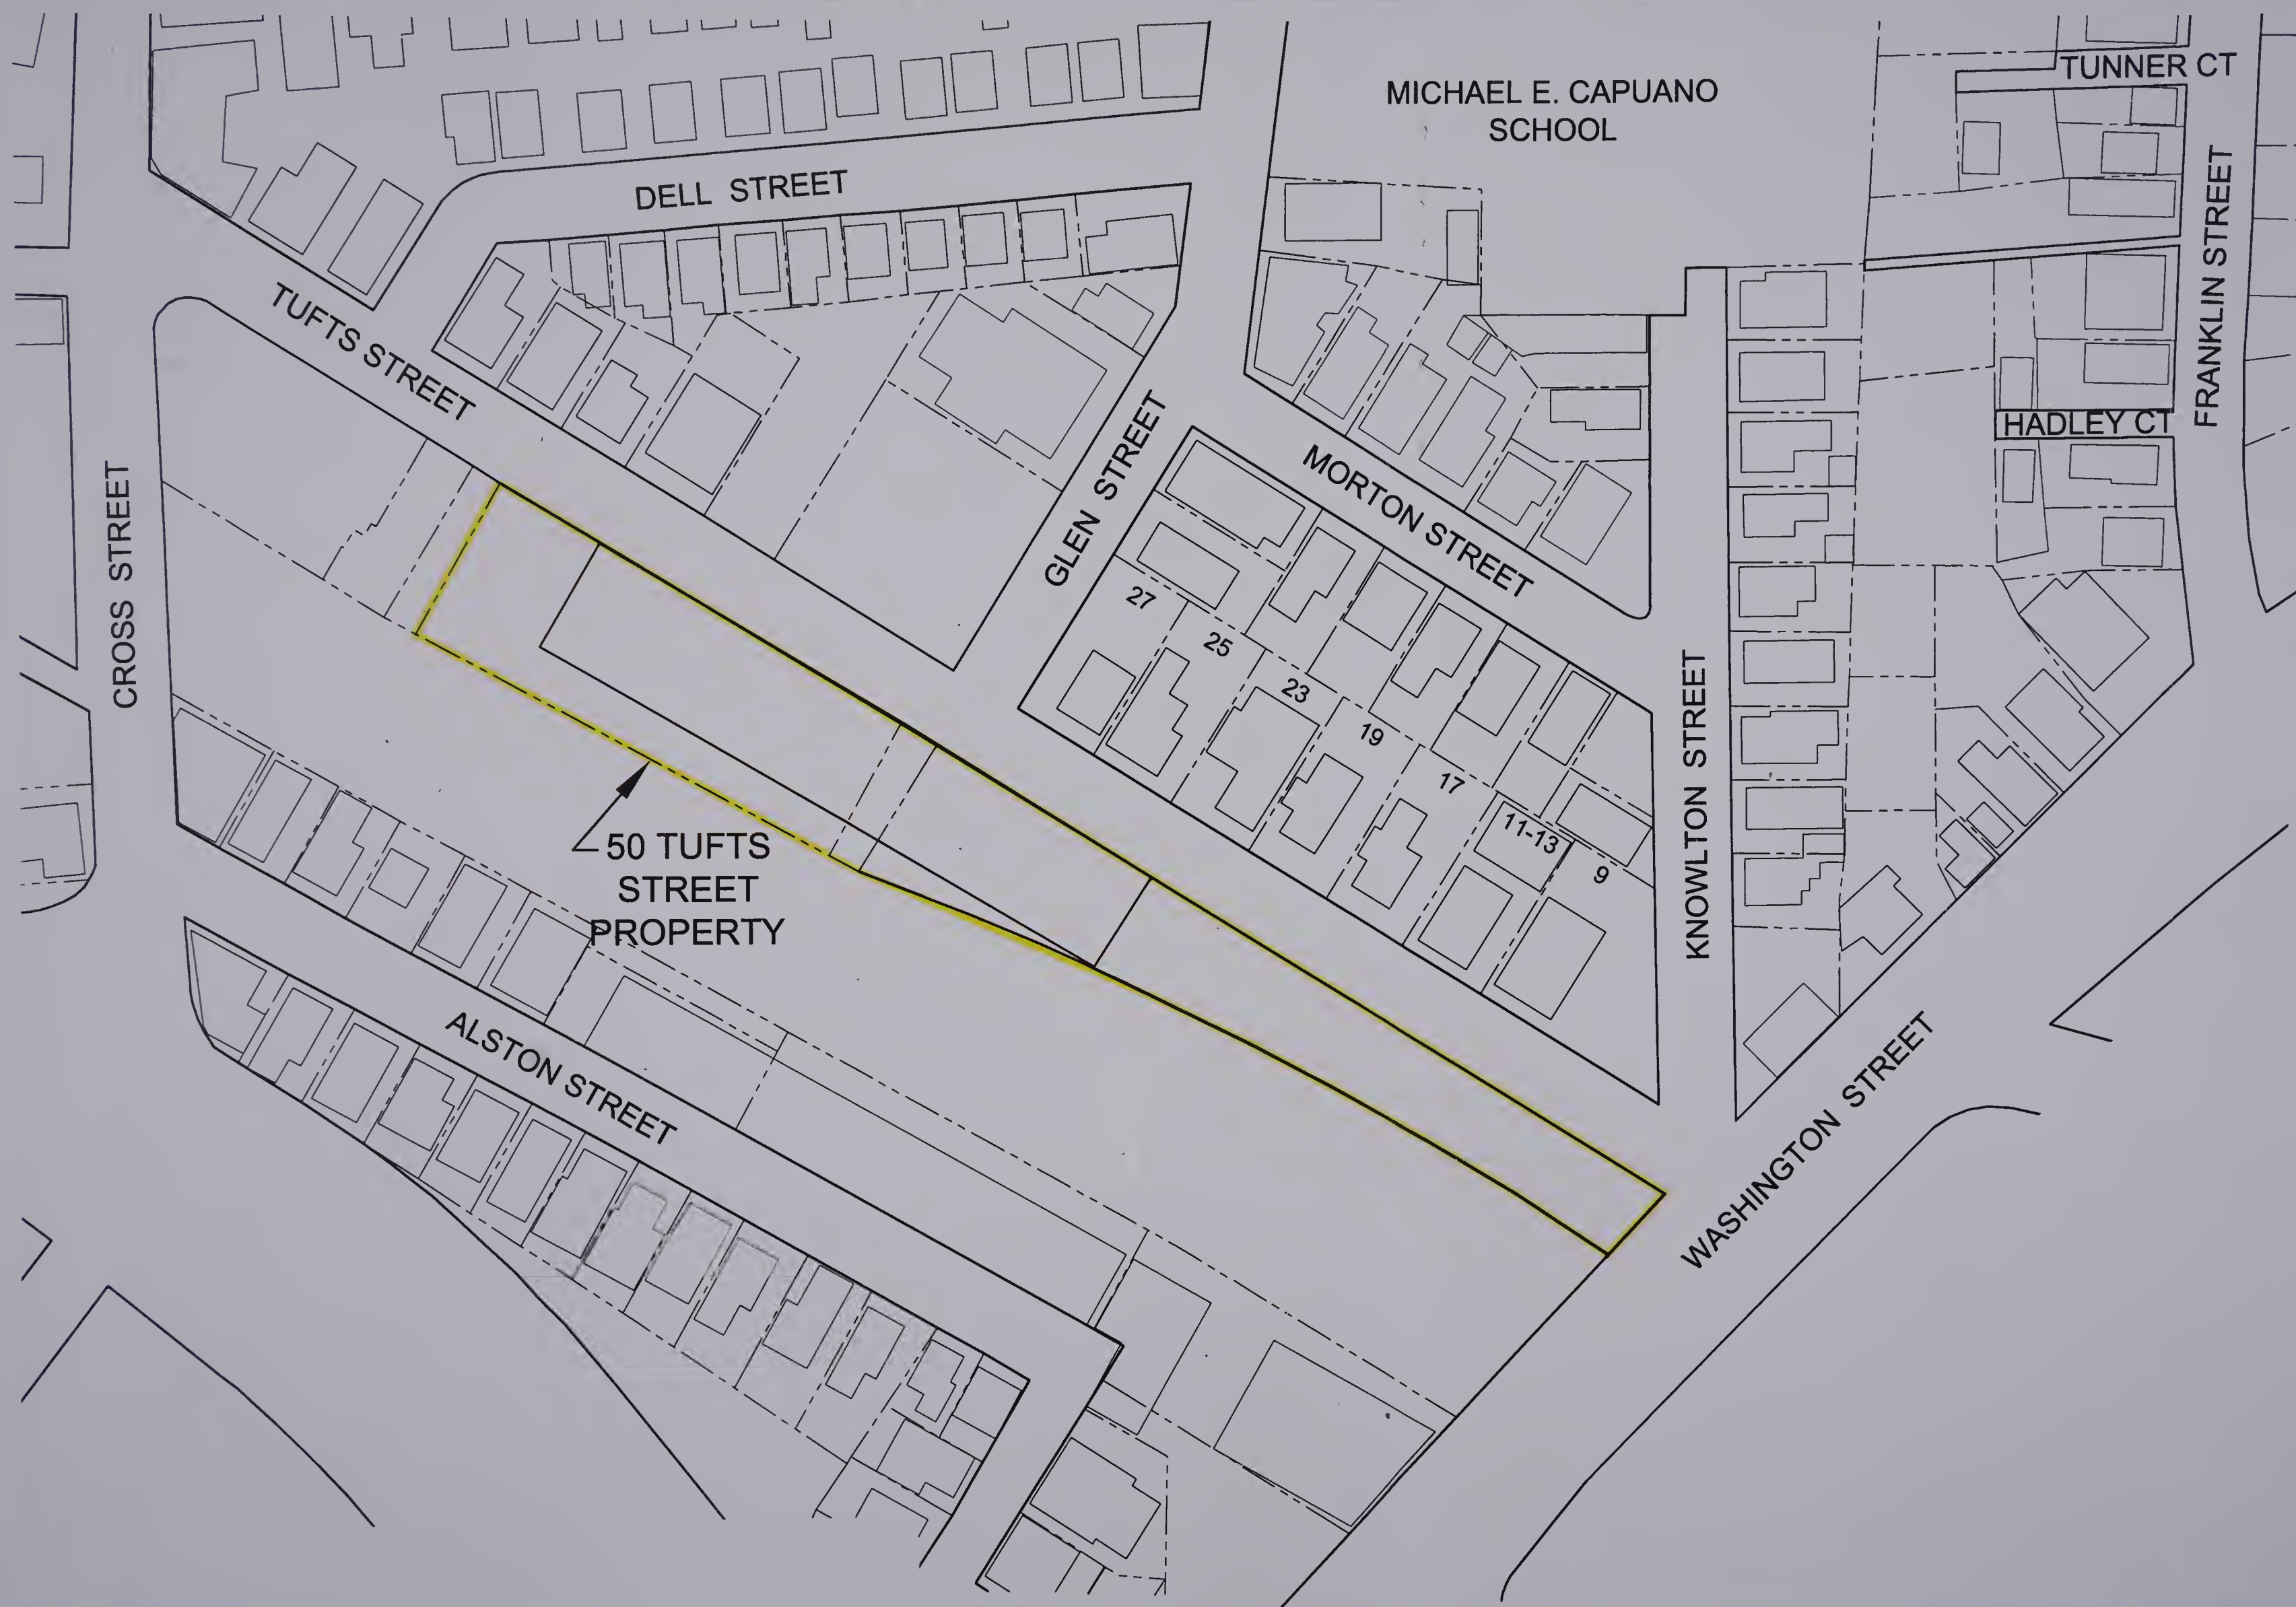 TUNNER CT
MICHAEL E. CAPUANO
SCHOOL
DELL STREET
FRANKLIN STREET
TUFTS STREET
HADLEY CT
CROSS STREET
GLEN STREET
MORTON STREET
27
25
23
19
17
11-13
9
KNOWLTON STREET
50 TUFTS
STREET
PROPERTY
ALSTON STREET
WASHINGTON STREET